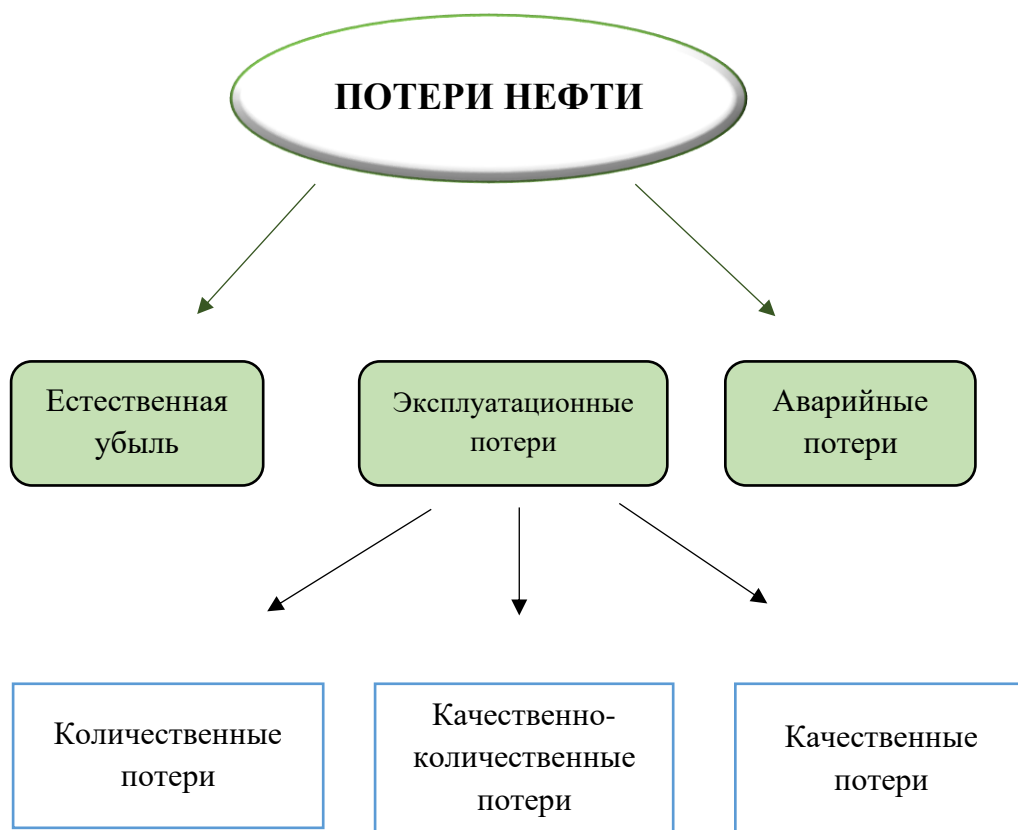 ПОТЕРИ НЕФТИ
Естественная
убыль
Эксплуатационные
потери
Аварийные
потери
Количественные
потери
Качественно-
количественные
потери
Качественные
потери